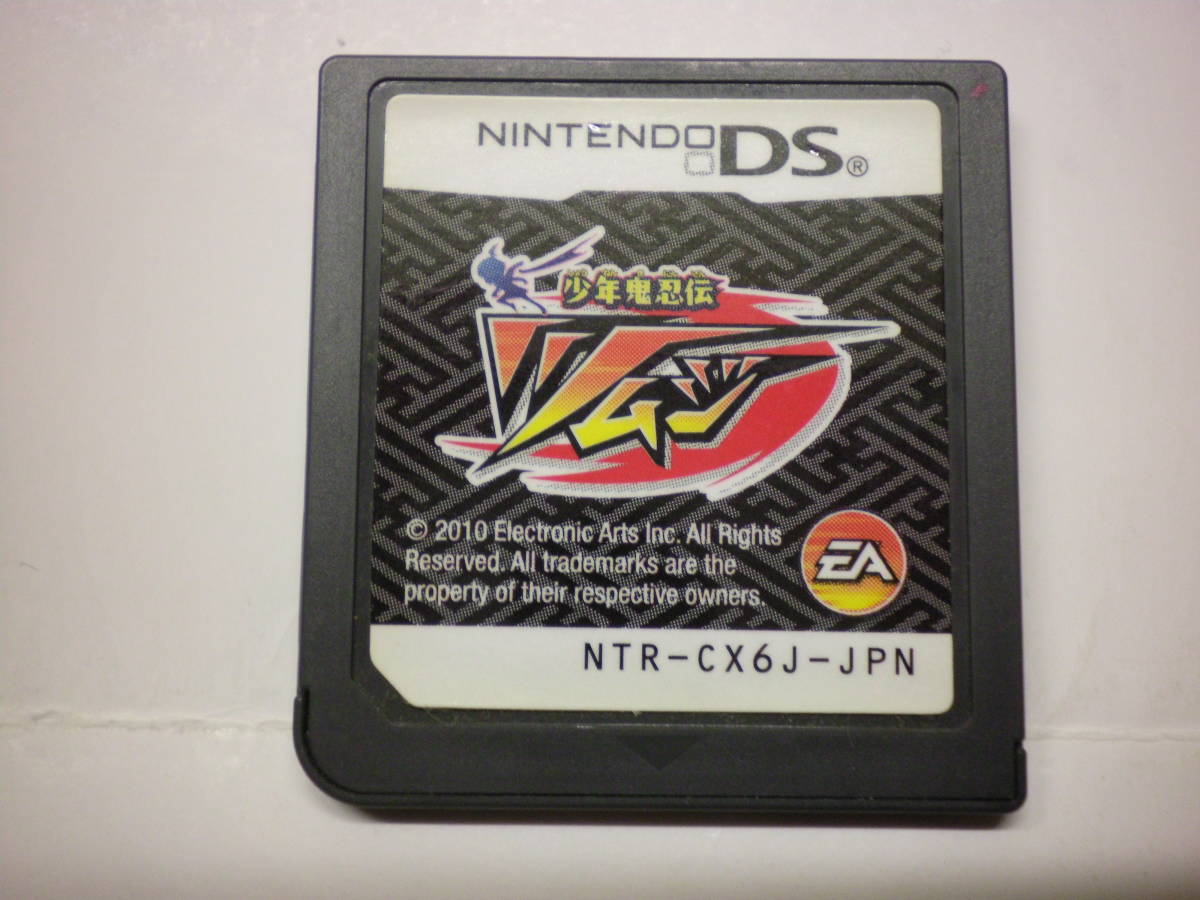 NINTENDO DS®
少年鬼忍伝
ツムジ
© 2010 Electronic Arts Inc. All Rights
Reserved. All trademarks are the
property of their respective owners.
EA
NTR-CX6J-JPN